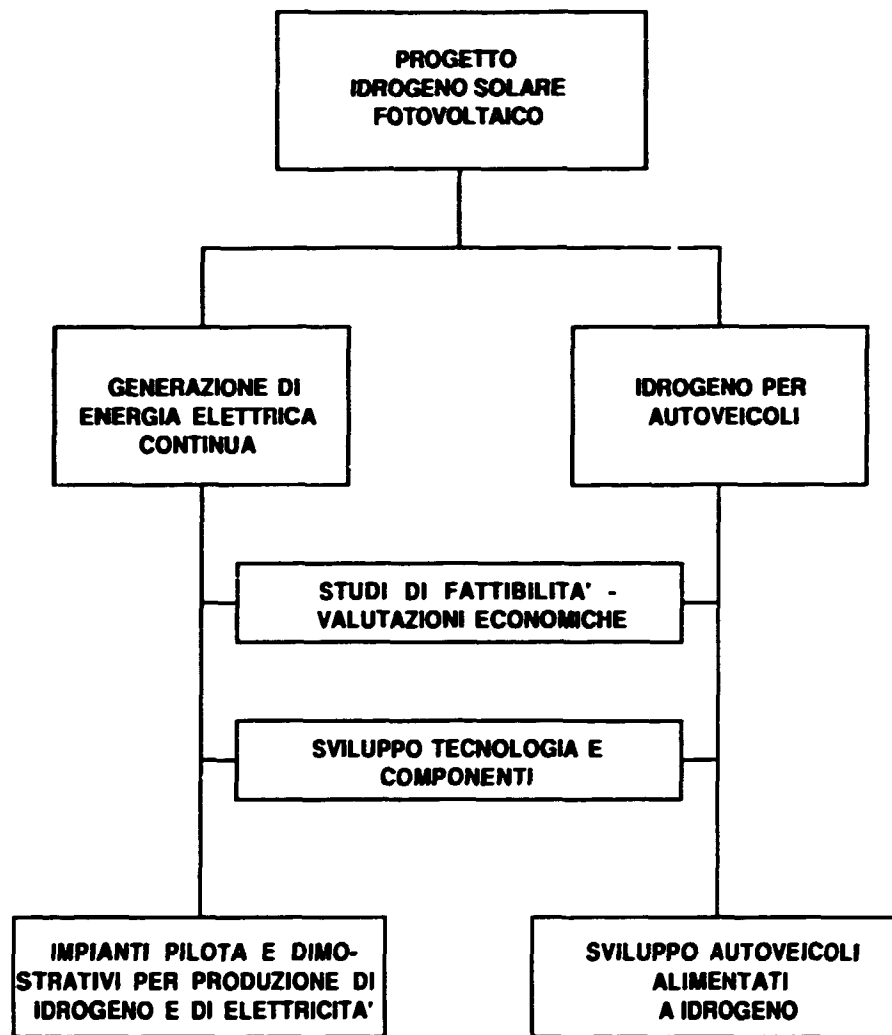 PROGETTO
IDROGENO SOLARE
FOTOVOLTAICO
GENERAZIONE DI
ENERGIA ELETTRICA
CONTINUA
IDROGENO PER
AUTOVEICOLI
STUDI DI FATTIBILITA' -
VALUTAZIONI ECONOMICHE
SVILUPPO TECNOLOGIA E
COMPONENTI
IMPIANTI PILOTA E DIMO-
STRATIVI PER PRODUZIONE DI
IDROGENO E DI ELETTRICITA'
SVILUPPO AUTOVEICOLI
ALIMENTATI
A IDROGENO